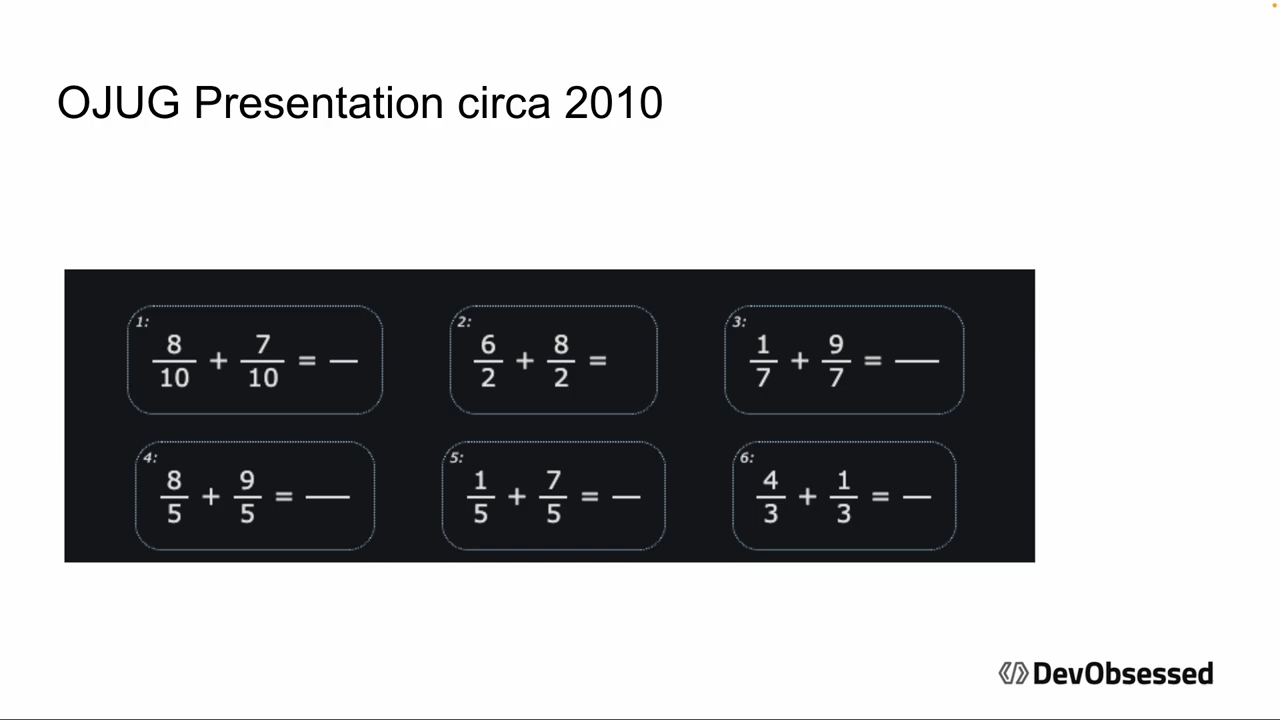 OJUG Presentation circa 2010
1: 8/10 + 7/10 = —
2: 6/2 + 8/2 =
3: 1/7 + 9/7 = —
4: 8/5 + 9/5 = —
5: 1/5 + 7/5 = —
6: 4/3 + 1/3 = —
</> DevObsessed